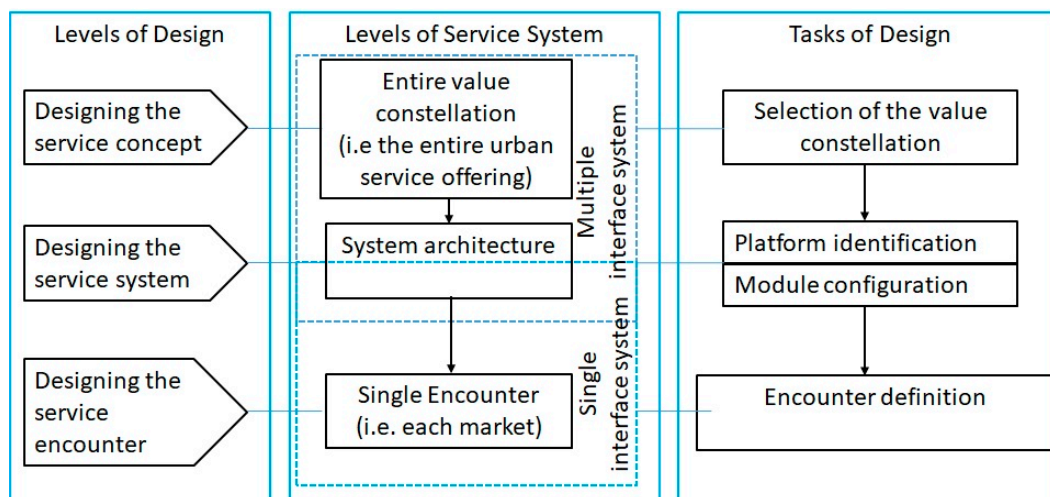 Levels of Design
Designing the
service concept
Designing the
service system
Designing the
service
encounter
Levels of Service System
Entire value
constellation
(i.e the entire urban
service offering)
System architecture
Single Encounter
(i.e. each market)
Multiple
interface system
Single
interface system
Tasks of Design
Selection of the value
constellation
Platform identification
Module configuration
Encounter definition